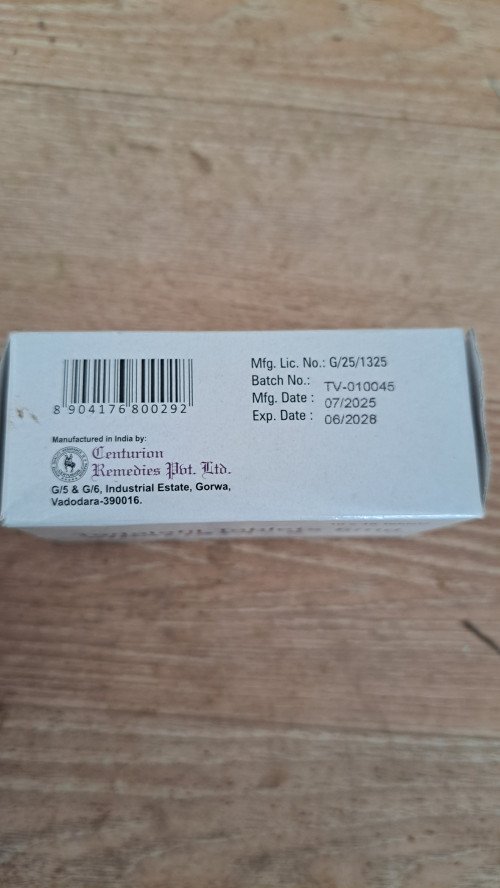 8 904176 800292
Manufactured in India by:
Centurion
Remedies Pvt. Ltd.
G/5 & G/6, Industrial Estate, Gorwa,
Vadodara-390016.
Mfg. Lic. No.: G/25/1325
Batch No.: TV-010045
Mfg. Date : 07/2025
Exp. Date : 06/2028